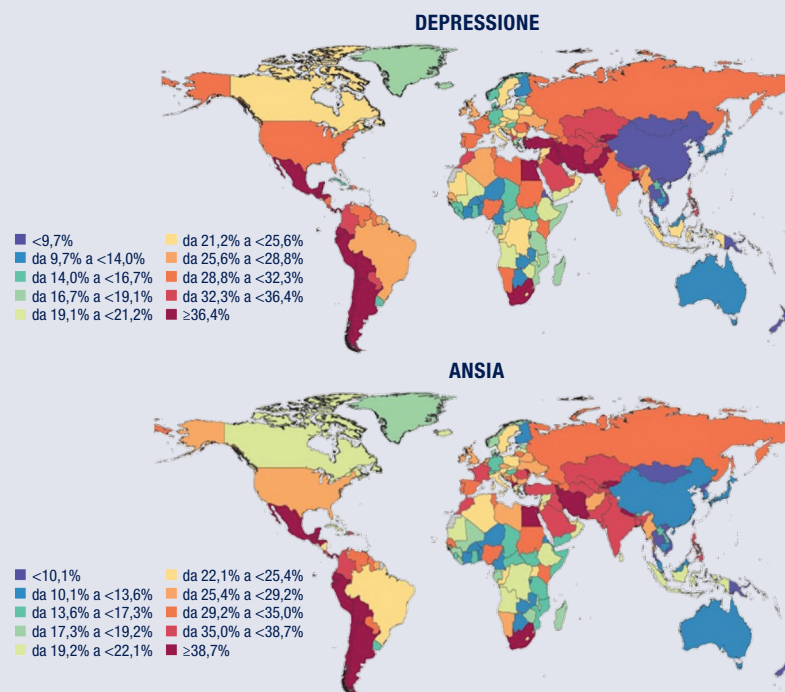 DEPRESSIONE
<9,7%
da 9,7% a <14,0%
da 14,0% a <16,7%
da 16,7% a <19,1%
da 19,1% a <21,2%
da 21,2% a <25,6%
da 25,6% a <28,8%
da 28,8% a <32,3%
da 32,3% a <36,4%
≥36,4%
ANSIA
<10,1%
da 10,1% a <13,6%
da 13,6% a <17,3%
da 17,3% a <19,2%
da 19,2% a <22,1%
da 22,1% a <25,4%
da 25,4% a <29,2%
da 29,2% a <35,0%
da 35,0% a <38,7%
≥38,7%